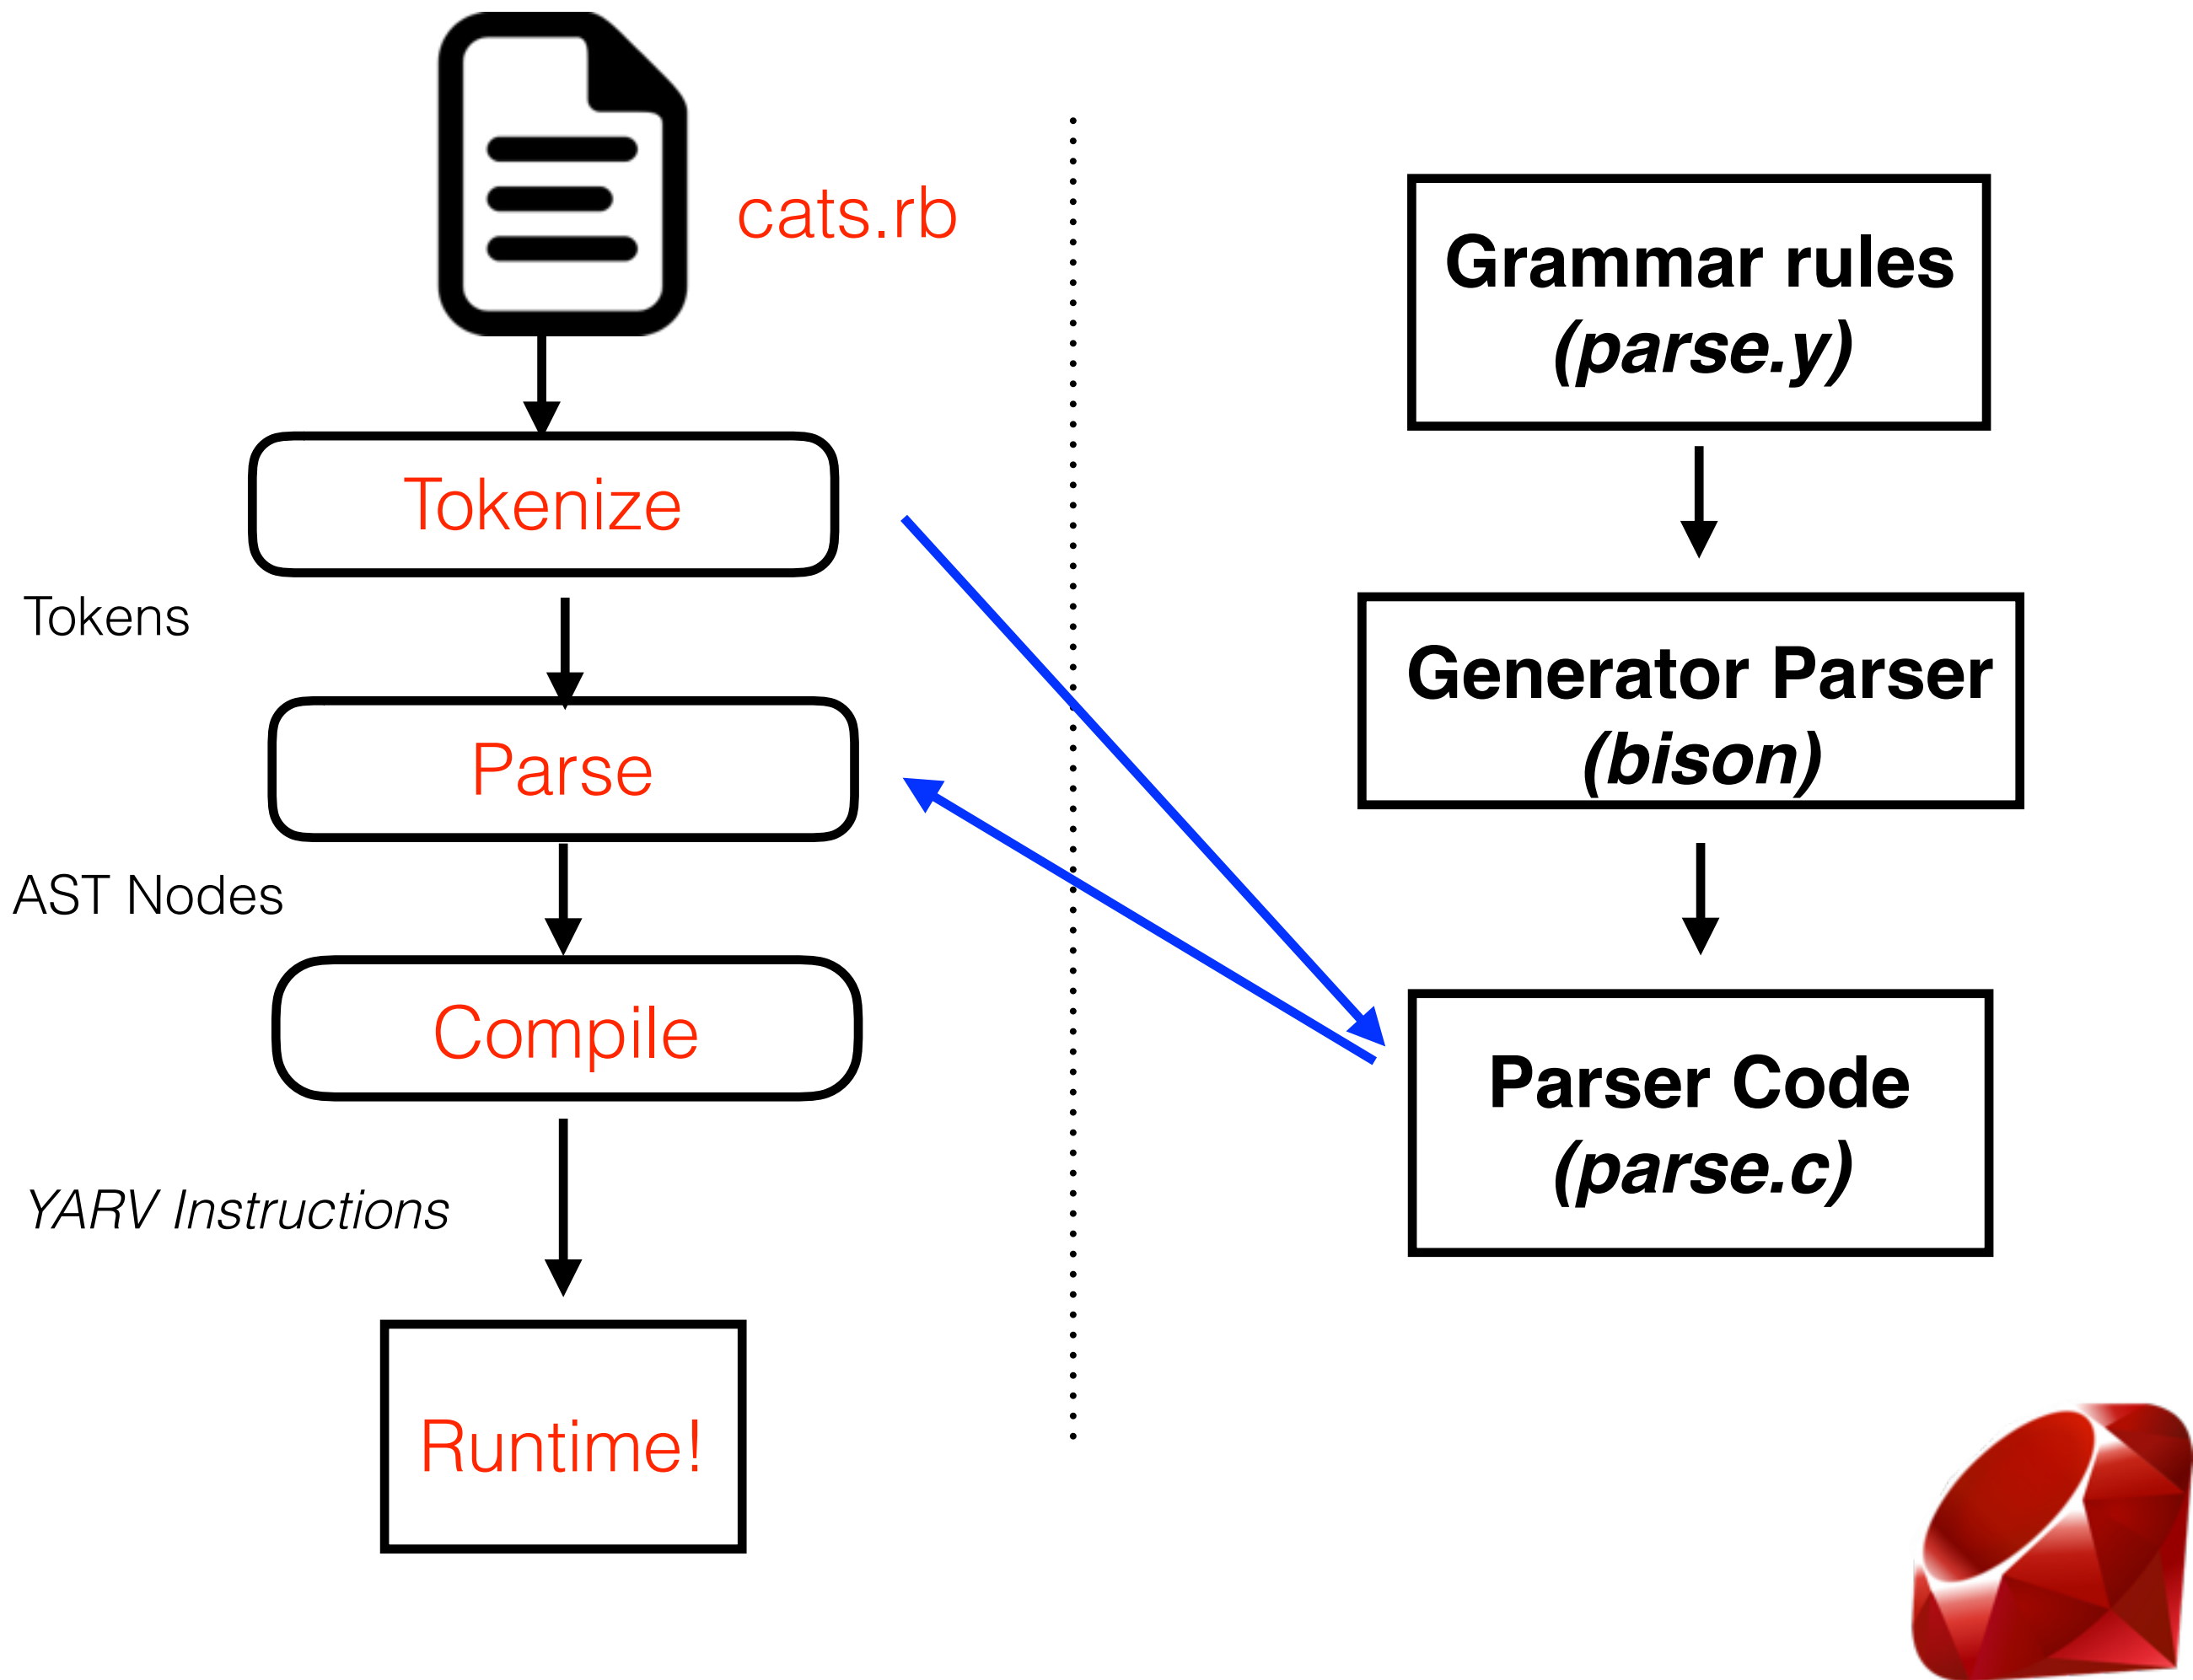 cats.rb
Tokenize
Tokens
Parse
AST Nodes
Compile
YARV Instructions
Runtime!
Grammar rules
(parse.y)
Generator Parser
(bison)
Parser Code
(parse.c)